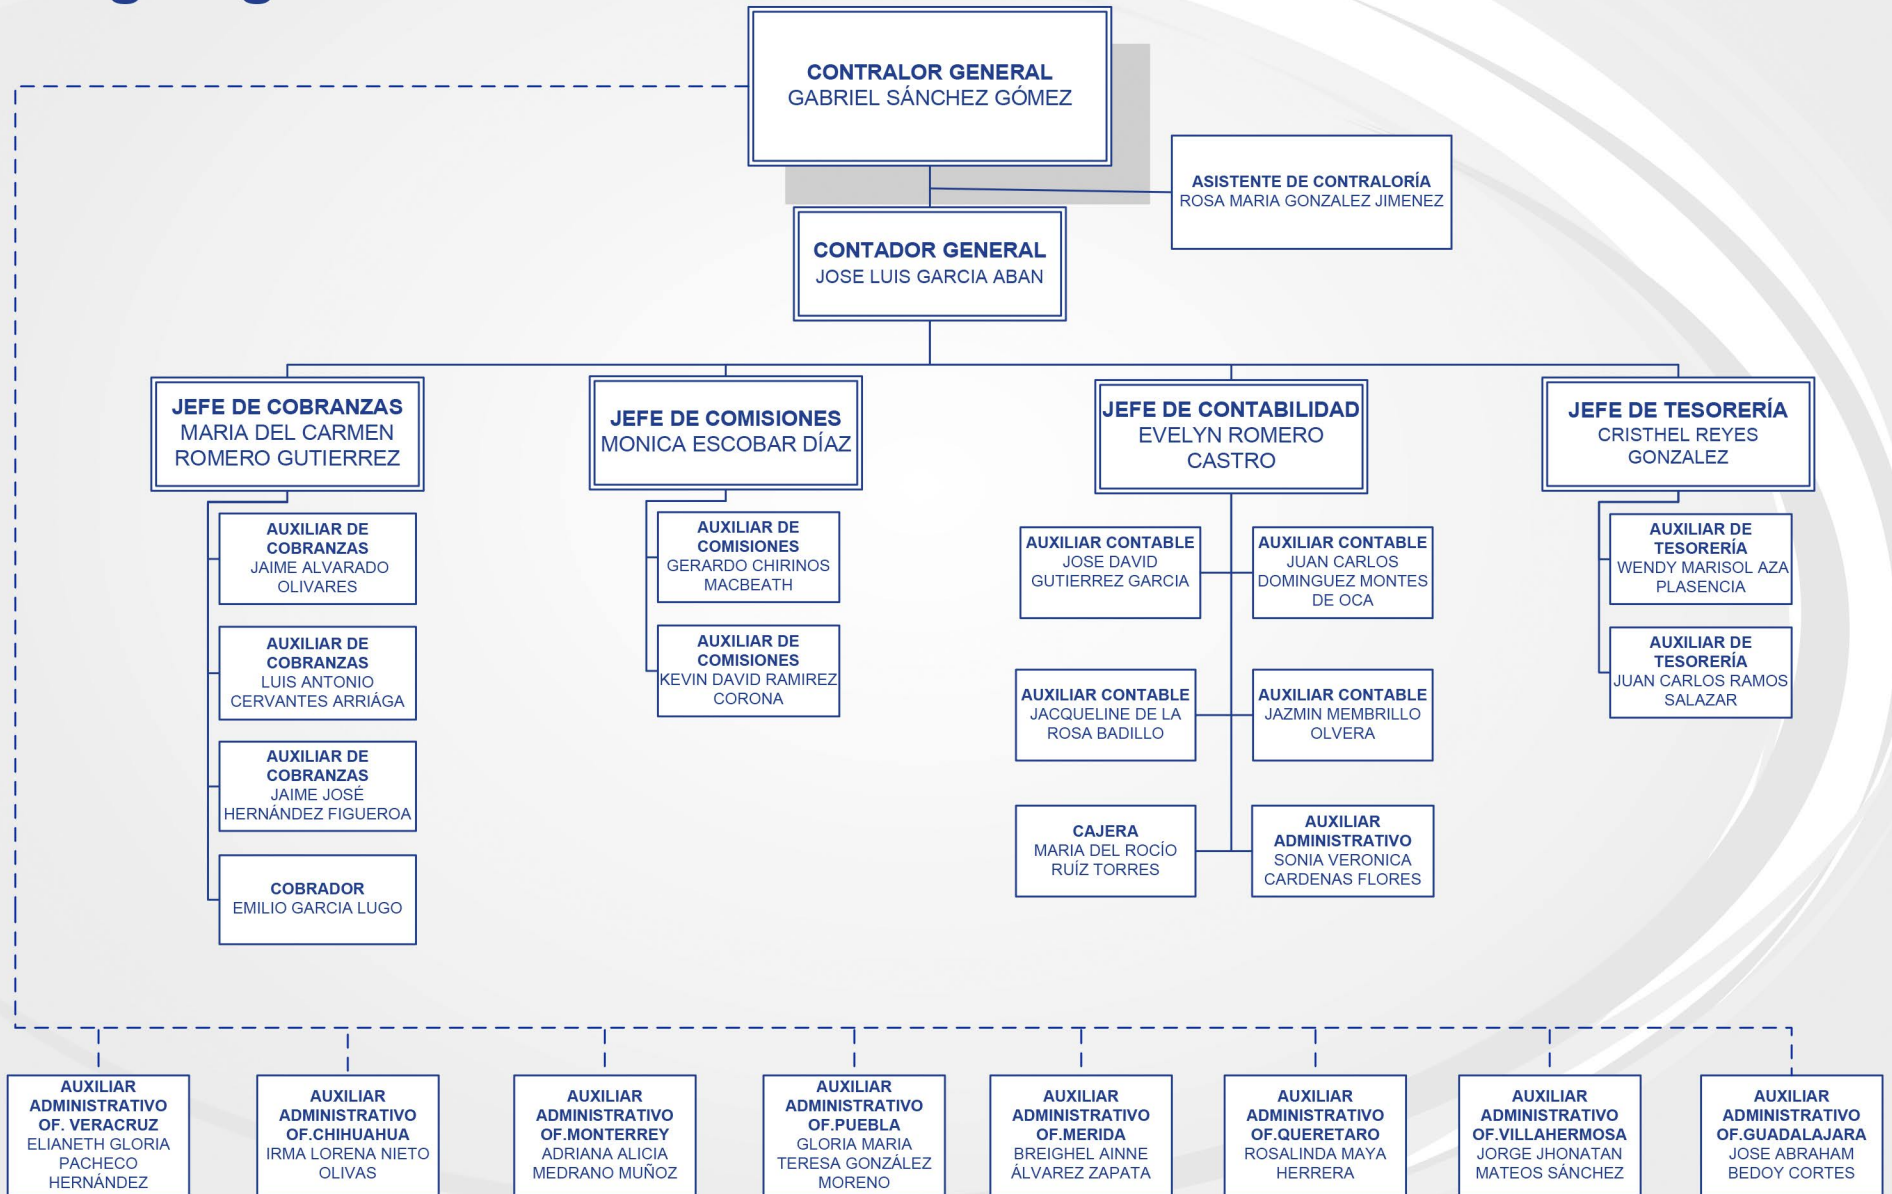 CONTRALOR GENERAL
GABRIEL SÁNCHEZ GÓMEZ
ASISTENTE DE CONTRALORÍA
ROSA MARIA GONZALEZ JIMENEZ
CONTADOR GENERAL
JOSE LUIS GARCIA ABAN
JEFE DE COBRANZAS
MARIA DEL CARMEN
ROMERO GUTIERREZ
JEFE DE COMISIONES
MONICA ESCOBAR DÍAZ
JEFE DE CONTABILIDAD
EVELYN ROMERO
CASTRO
JEFE DE TESORERÍA
CRISTHEL REYES
GONZALEZ
AUXILIAR DE
COBRANZAS
JAIME ALVARADO
OLIVARES
AUXILIAR DE
COBRANZAS
LUIS ANTONIO
CERVANTES ARRIÁGA
AUXILIAR DE
COBRANZAS
JAIME JOSÉ
HERNÁNDEZ FIGUEROA
COBRADOR
EMILIO GARCIA LUGO
AUXILIAR DE
COMISIONES
GERARDO CHIRINOS
MACBEATH
AUXILIAR DE
COMISIONES
KEVIN DAVID RAMIREZ
CORONA
AUXILIAR CONTABLE
JOSE DAVID
GUTIERREZ GARCIA
AUXILIAR CONTABLE
JUAN CARLOS
DOMINGUEZ MONTES
DE OCA
AUXILIAR CONTABLE
JACQUELINE DE LA
ROSA BADILLO
AUXILIAR CONTABLE
JAZMIN MEMBRILLO
OLVERA
CAJERA
MARIA DEL ROCÍO
RUÍZ TORRES
AUXILIAR
ADMINISTRATIVO
SONIA VERONICA
CARDENAS FLORES
AUXILIAR DE
TESORERÍA
WENDY MARISOL AZA
PLASENCIA
AUXILIAR DE
TESORERÍA
JUAN CARLOS RAMOS
SALAZAR
AUXILIAR
ADMINISTRATIVO
OF. VERACRUZ
ELIANETH GLORIA
PACHECO
HERNÁNDEZ
AUXILIAR
ADMINISTRATIVO
OF.CHIHUAHUA
IRMA LORENA NIETO
OLIVAS
AUXILIAR
ADMINISTRATIVO
OF.MONTERREY
ADRIANA ALICIA
MEDRANO MUÑOZ
AUXILIAR
ADMINISTRATIVO
OF.PUEBLA
GLORIA MARIA
TERESA GONZÁLEZ
MORENO
AUXILIAR
ADMINISTRATIVO
OF.MERIDA
BREIGHEL AINNE
ÁLVAREZ ZAPATA
AUXILIAR
ADMINISTRATIVO
OF.QUERETARO
ROSALINDA MAYA
HERRERA
AUXILIAR
ADMINISTRATIVO
OF.VILLAHERMOSA
JORGE JHONATAN
MATEOS SÁNCHEZ
AUXILIAR
ADMINISTRATIVO
OF.GUADALAJARA
JOSE ABRAHAM
BEDOY CORTES